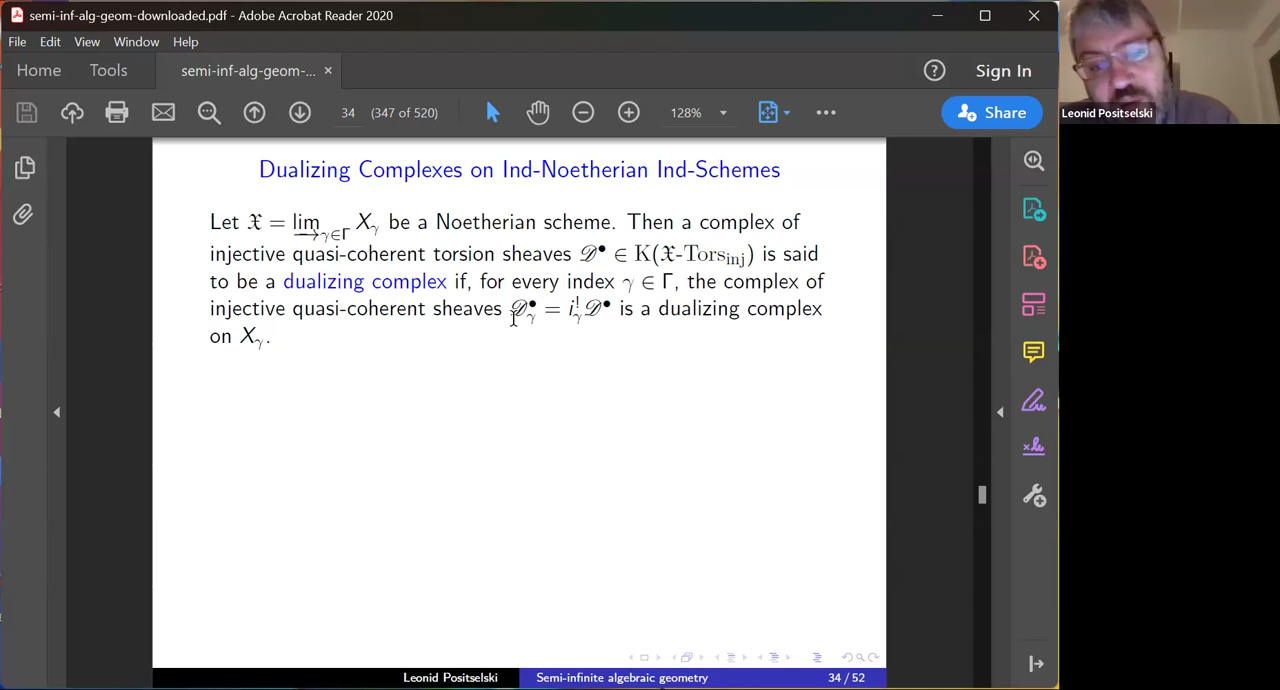 semi-inf-alg-geom-downloaded.pdf - Adobe Acrobat Reader 2020
File Edit View Window Help
Home Tools semi-inf-alg-geom-... × Sign In
34 (347 of 520) 128% ••• Share
Leonid Positselski
Dualizing Complexes on Ind-Noetherian Ind-Schemes
Let 𝔛 = lim→γ∈Γ Xγ be a Noetherian scheme. Then a complex of
injective quasi-coherent torsion sheaves 𝒟• ∈ K(𝔛-Tors_inj) is said
to be a dualizing complex if, for every index γ ∈ Γ, the complex of
injective quasi-coherent sheaves 𝒟•γ = i!γ𝒟• is a dualizing complex
on Xγ.
Leonid Positselski Semi-infinite algebraic geometry 34 / 52